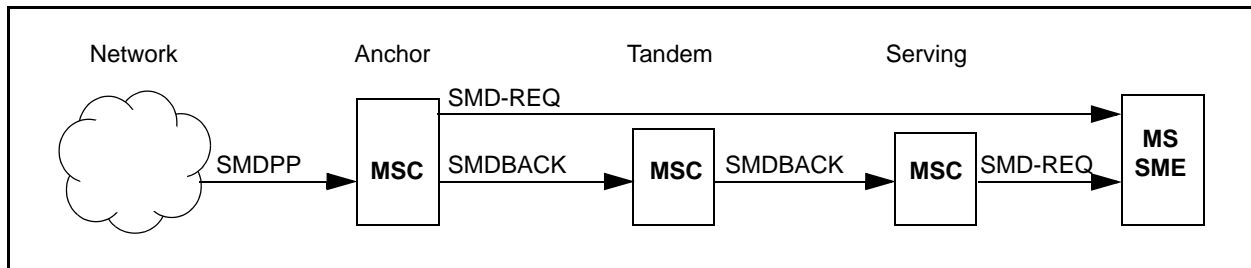 Network
Anchor
Tandem
Serving
SMD-REQ
SMDPP
MSC
SMDBACK
MSC
SMDBACK
MSC
SMD-REQ
MS
SME